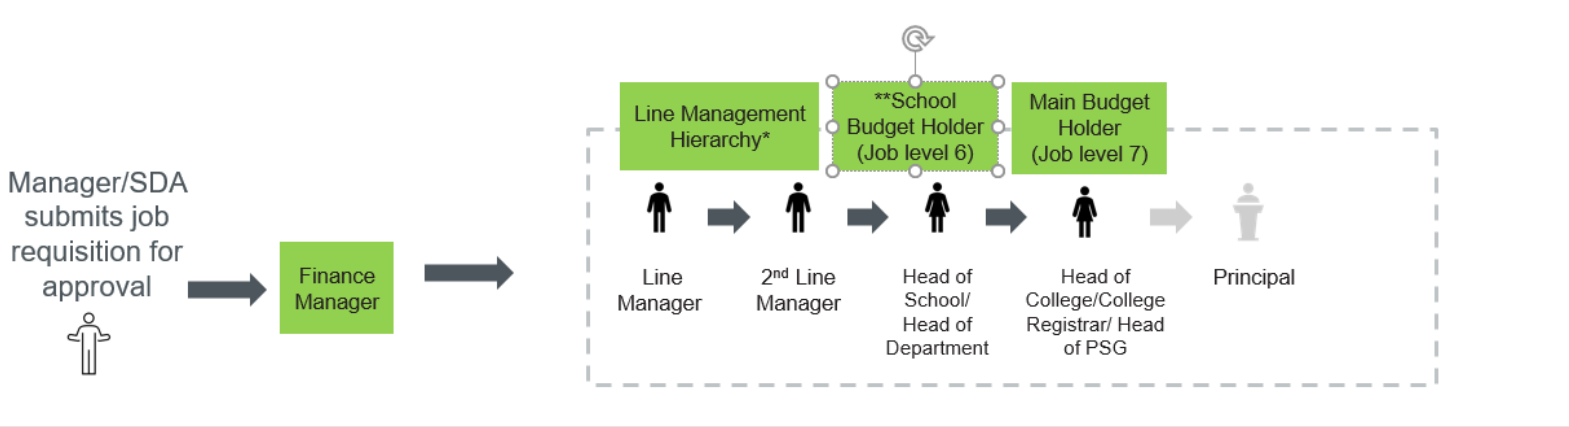 Manager/SDA
submits job
requisition for
approval
Finance
Manager
Line Management
Hierarchy*
**School
Budget Holder
(Job level 6)
Main Budget
Holder
(Job level 7)
Line
Manager
2nd Line
Manager
Head of
School/
Head of
Department
Head of
College/College
Registrar/ Head
of PSG
Principal